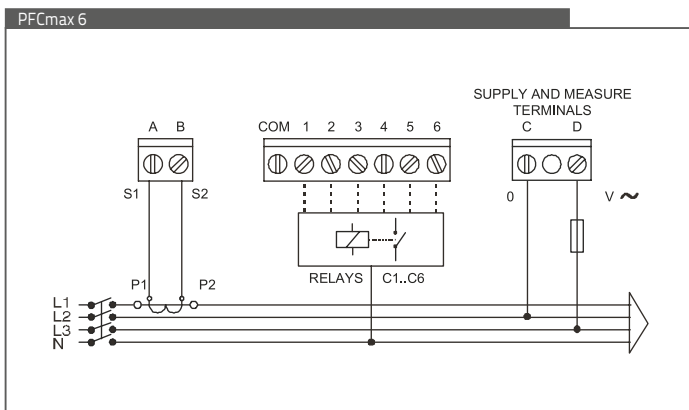 PFCmax 6
SUPPLY AND MEASURE
TERMINALS
A B
COM 1 2 3 4 5 6
C D
S1 S2
0 V ~
P1 P2
RELAYS C1..C6
L1
L2
L3
N